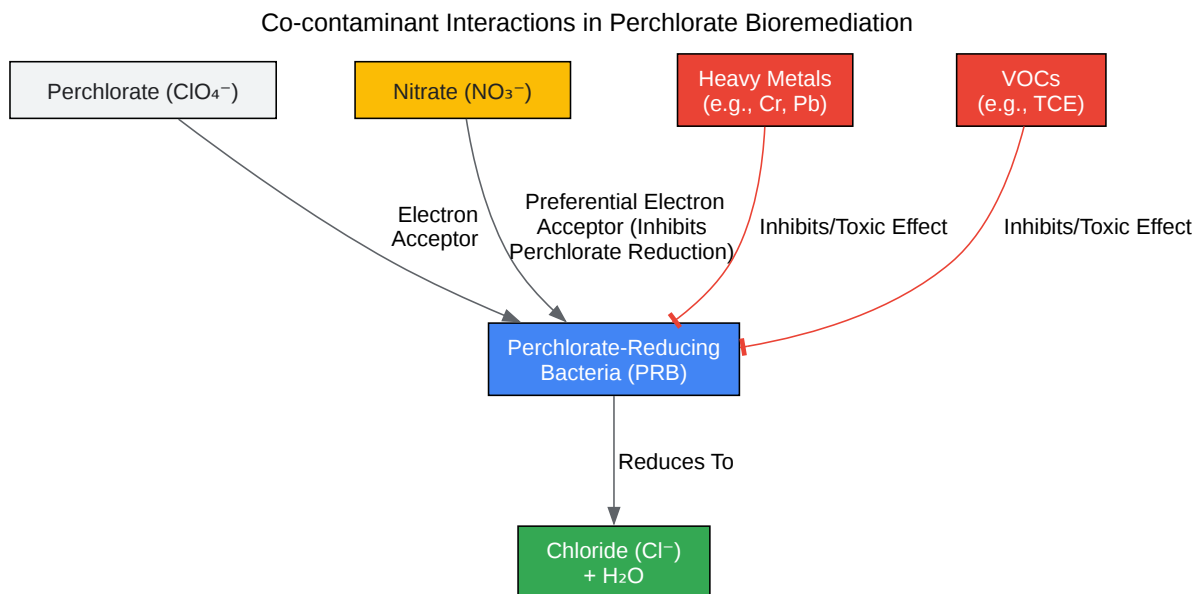 Co-contaminant Interactions in Perchlorate Bioremediation
Perchlorate (ClO₄⁻)
Nitrate (NO₃⁻)
Heavy Metals
(e.g., Cr, Pb)
VOCs
(e.g., TCE)
Electron
Acceptor
Preferential Electron
Acceptor (Inhibits
Perchlorate Reduction)
Inhibits/Toxic Effect
Inhibits/Toxic Effect
Perchlorate-Reducing
Bacteria (PRB)
Reduces To
Chloride (Cl⁻)
+ H₂O